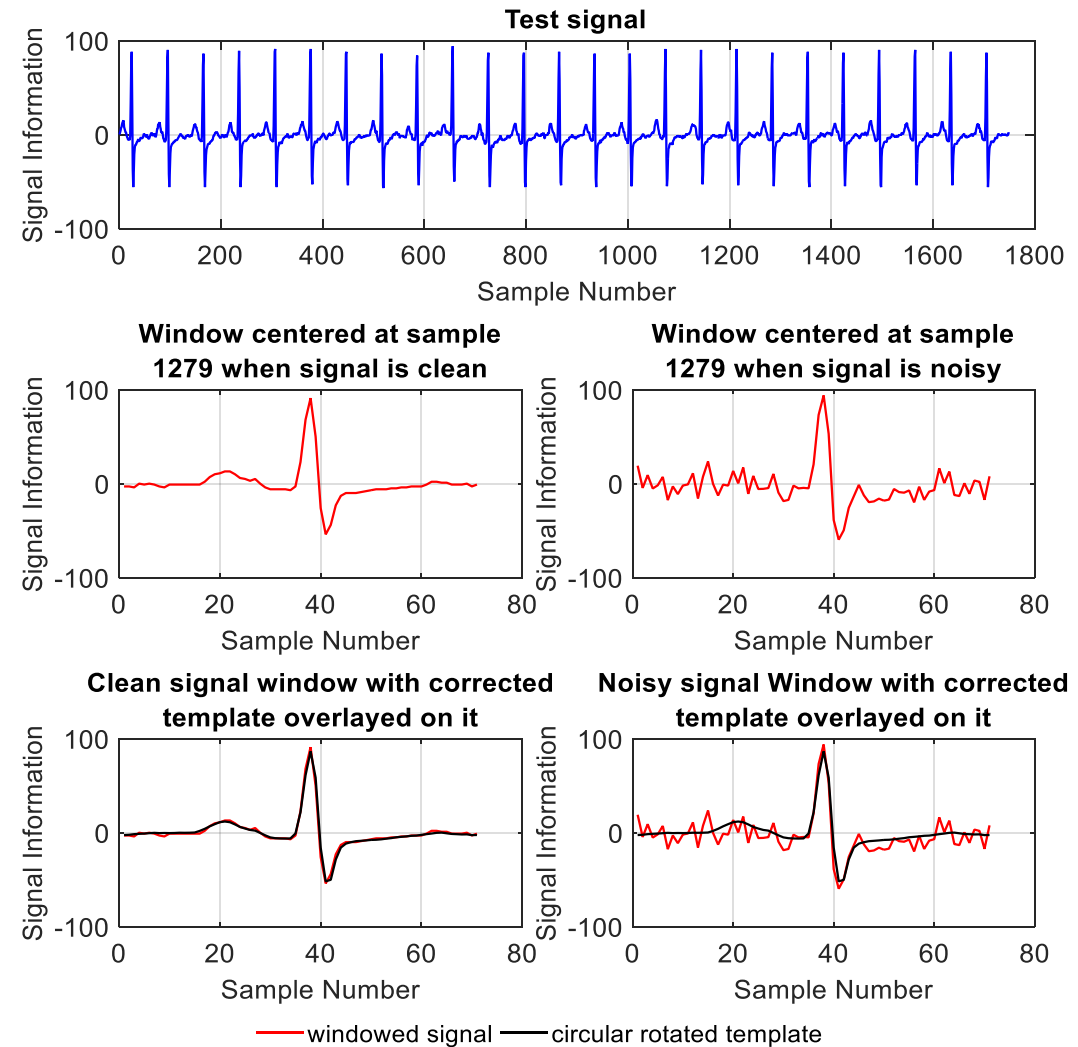 Test signal
Signal Information
100
0
-100
0 200 400 600 800 1000 1200 1400 1600 1800
Sample Number
Window centered at sample
1279 when signal is clean
Signal Information
100
0
-100
0 20 40 60 80
Sample Number
Window centered at sample
1279 when signal is noisy
Signal Information
100
0
-100
0 20 40 60 80
Sample Number
Clean signal window with corrected
template overlayed on it
Signal Information
100
0
-100
0 20 40 60 80
Sample Number
Noisy signal Window with corrected
template overlayed on it
Signal Information
100
0
-100
0 20 40 60 80
Sample Number
windowed signal circular rotated template